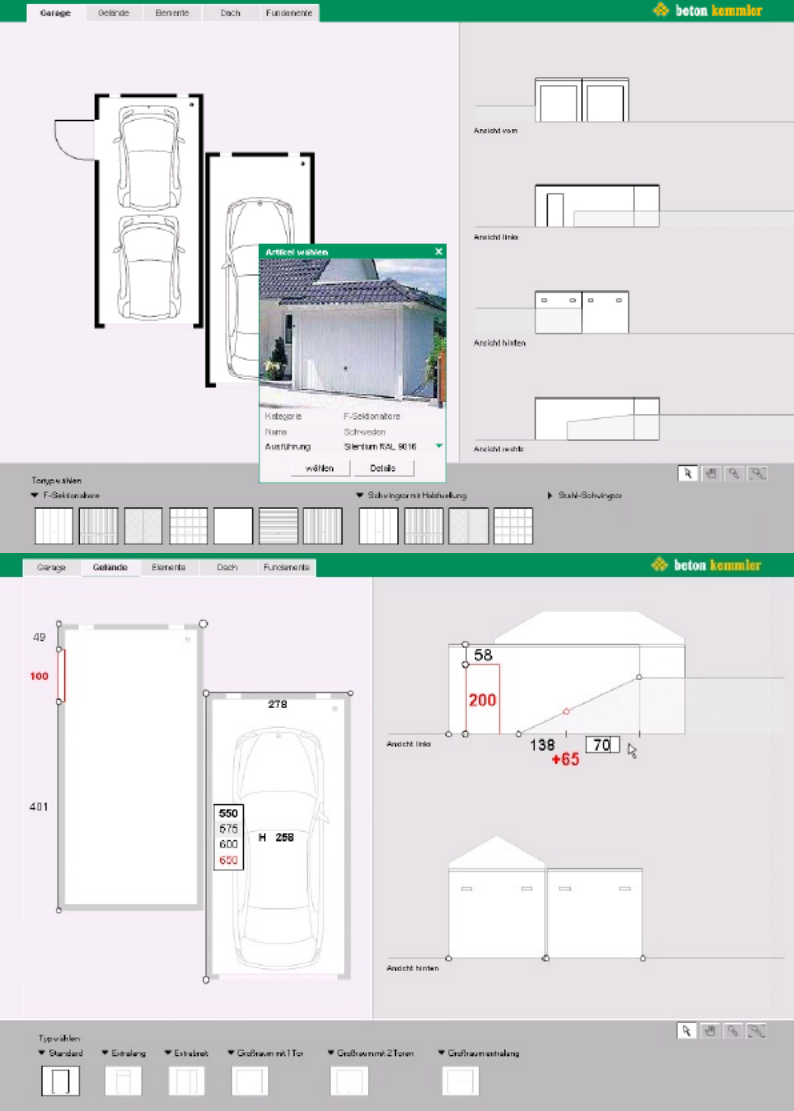 Garage Gelände Elemente Dach Fundamente
beton kemmler
Ansicht vorn
Ansicht links
Ansicht hinten
Ansicht rechts
Artikel wählen
Kategorie F-Sektionaltore
Name Schweden
Ausführung Silentium RAL 9016
wählen Details
Tortyp wählen
F-Sektionaltore Schwingtor mit Holzfüllung Stahl-Schwingtor
Garage Gelände Elemente Dach Fundamente
beton kemmler
49
100
401
278
550
575
600
650
H 258
58
200
138 70
+65
Ansicht links
Ansicht hinten
Typ wählen
Standard Extralang Extrabreit Großraum mit 1 Tor Großraum mit 2 Toren Großraum extralang